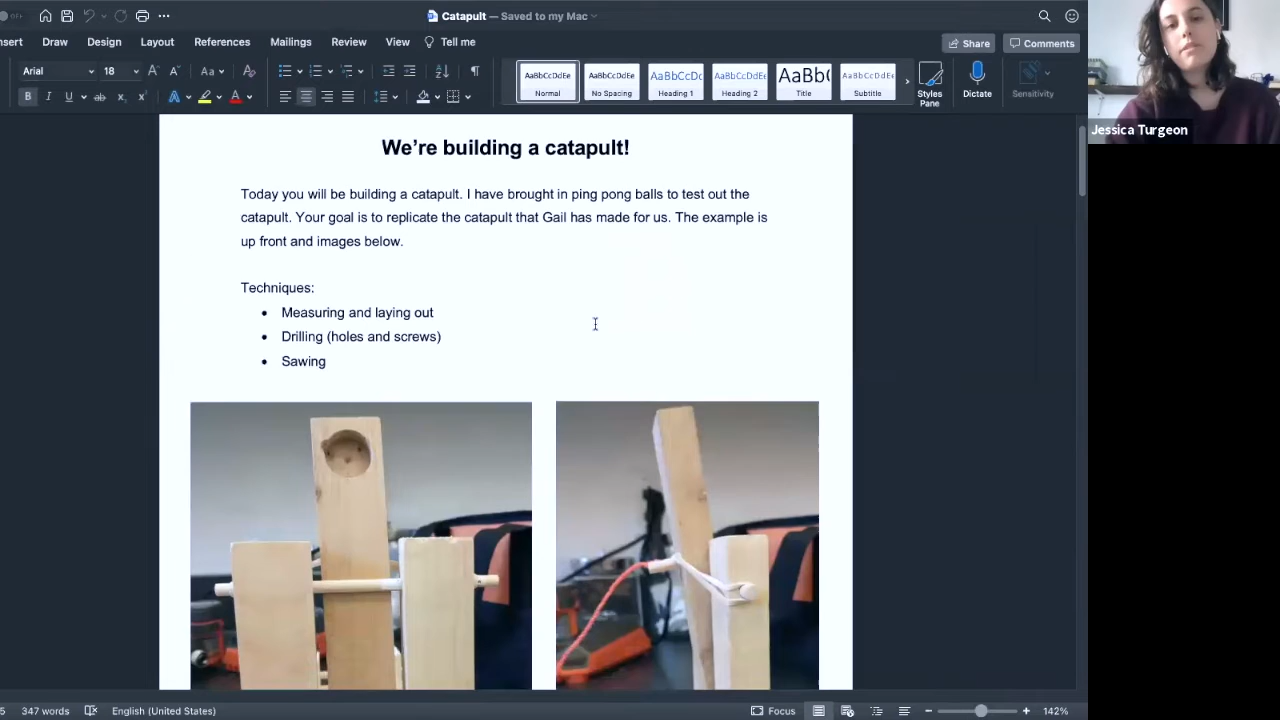 Catapult — Saved to my Mac
nsert Draw Design Layout References Mailings Review View Tell me
Share Comments
Arial 18
AaBbCcDdEe AaBbCcDdEe AaBbCcDc AaBbCcDdEe AaBb( AaBbCcDdEe
Normal No Spacing Heading 1 Heading 2 Title Subtitle
Styles Pane
Dictate
Sensitivity
Jessica Turgeon
We're building a catapult!
Today you will be building a catapult. I have brought in ping pong balls to test out the
catapult. Your goal is to replicate the catapult that Gail has made for us. The example is
up front and images below.
Techniques:
• Measuring and laying out
• Drilling (holes and screws)
• Sawing
5 347 words English (United States) Focus 142%